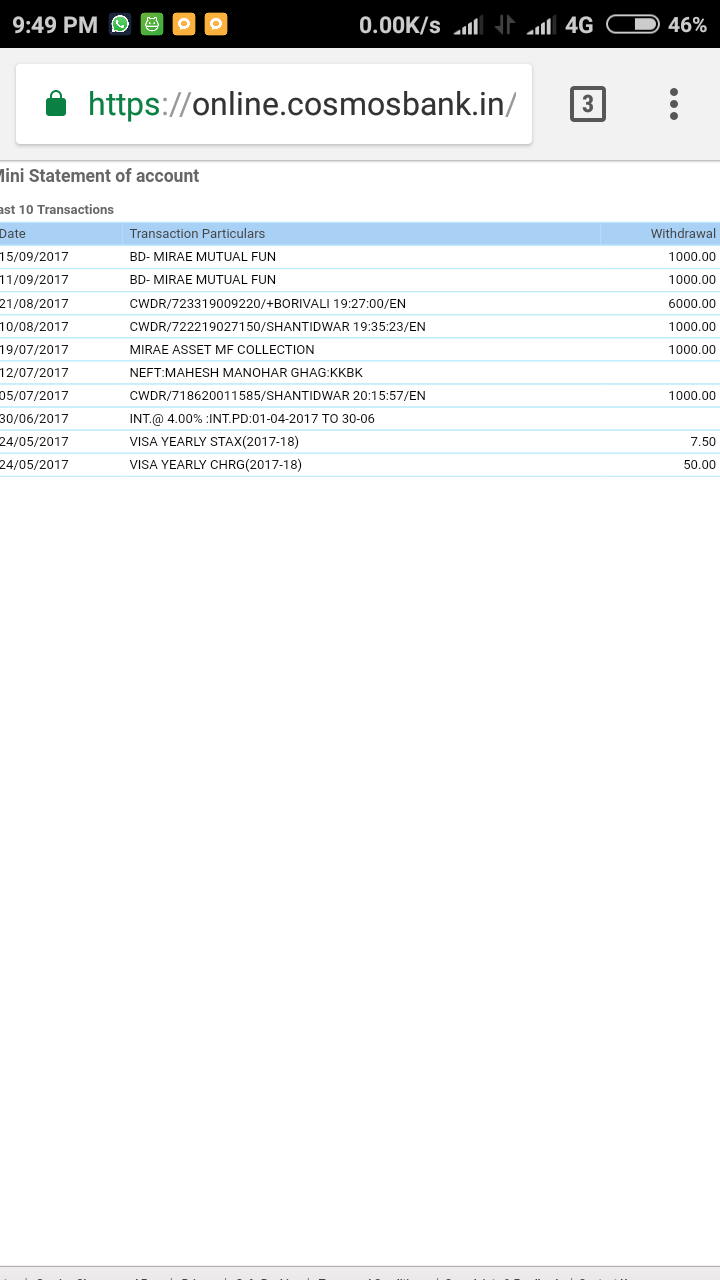 9:49 PM 0.00K/s 4G 46%
https://online.cosmosbank.in/ 3
Mini Statement of account
ast 10 Transactions
Date Transaction Particulars Withdrawal
15/09/2017 BD- MIRAE MUTUAL FUN 1000.00
11/09/2017 BD- MIRAE MUTUAL FUN 1000.00
21/08/2017 CWDR/723319009220/+BORIVALI 19:27:00/EN 6000.00
10/08/2017 CWDR/722219027150/SHANTIDWAR 19:35:23/EN 1000.00
19/07/2017 MIRAE ASSET MF COLLECTION 1000.00
12/07/2017 NEFT:MAHESH MANOHAR GHAG:KKBK
05/07/2017 CWDR/718620011585/SHANTIDWAR 20:15:57/EN 1000.00
30/06/2017 INT.@ 4.00% :INT.PD:01-04-2017 TO 30-06
24/05/2017 VISA YEARLY STAX(2017-18) 7.50
24/05/2017 VISA YEARLY CHRG(2017-18) 50.00